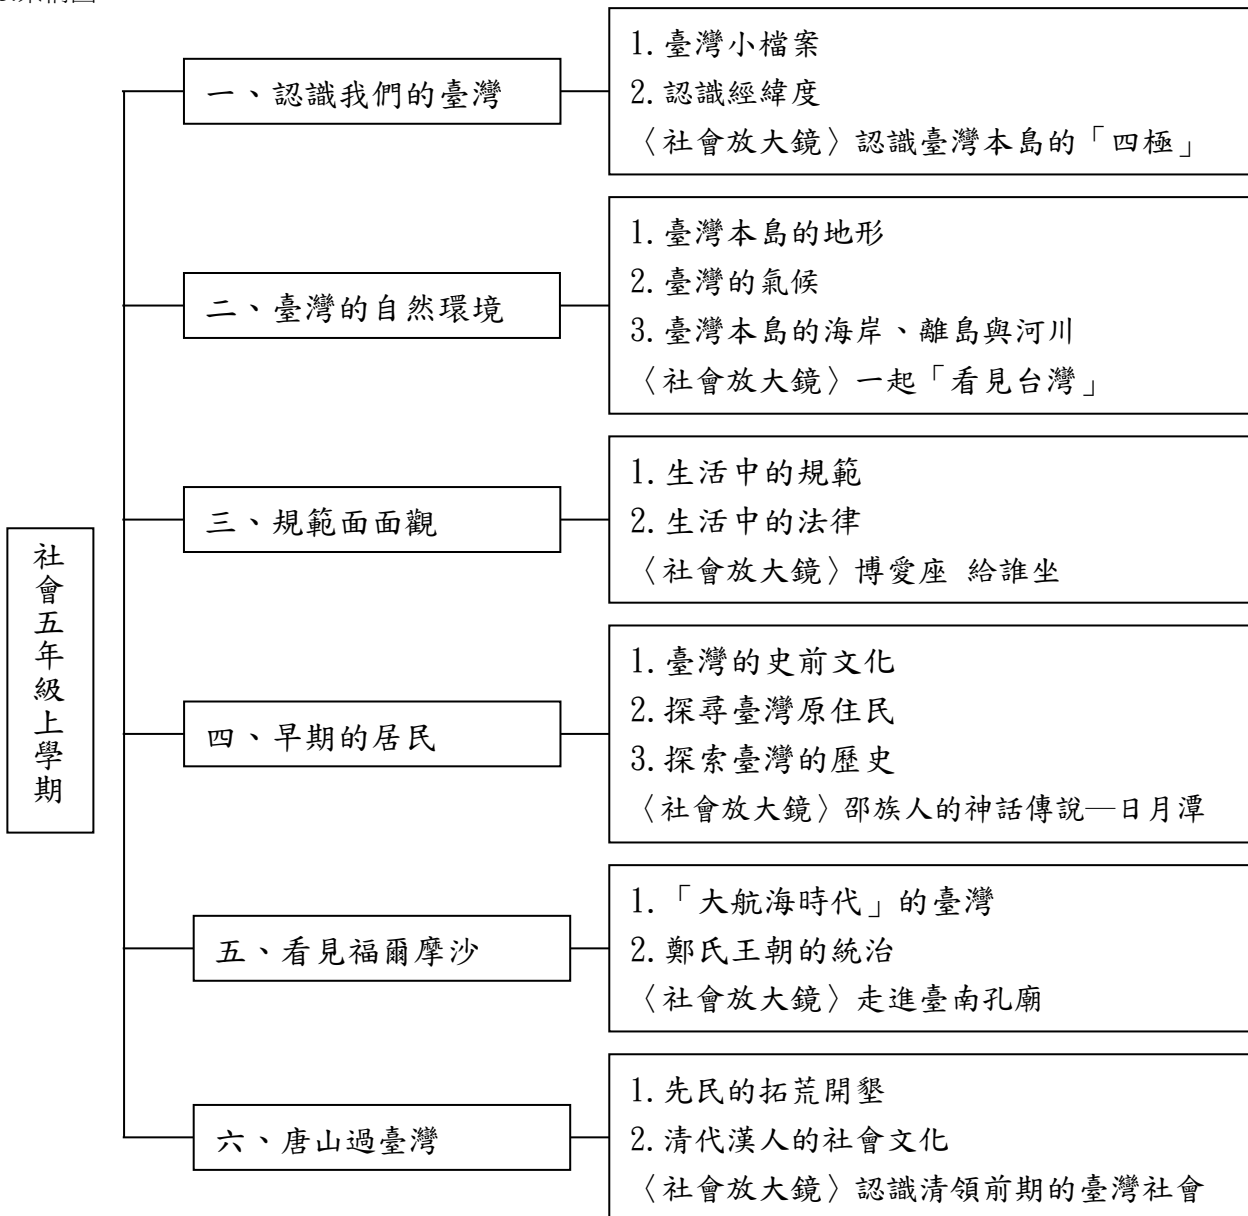 社會五年級上學期
一、認識我們的臺灣
1.臺灣小檔案
2.認識經緯度
〈社會放大鏡〉認識臺灣本島的「四極」
二、臺灣的自然環境
1.臺灣本島的地形
2.臺灣的氣候
3.臺灣本島的海岸、離島與河川
〈社會放大鏡〉一起「看見台灣」
三、規範面面觀
1.生活中的規範
2.生活中的法律
〈社會放大鏡〉博愛座 給誰坐
四、早期的居民
1.臺灣的史前文化
2.探尋臺灣原住民
3.探索臺灣的歷史
〈社會放大鏡〉邵族人的神話傳說─日月潭
五、看見福爾摩沙
1.「大航海時代」的臺灣
2.鄭氏王朝的統治
〈社會放大鏡〉走進臺南孔廟
六、唐山過臺灣
1.先民的拓荒開墾
2.清代漢人的社會文化
〈社會放大鏡〉認識清領前期的臺灣社會